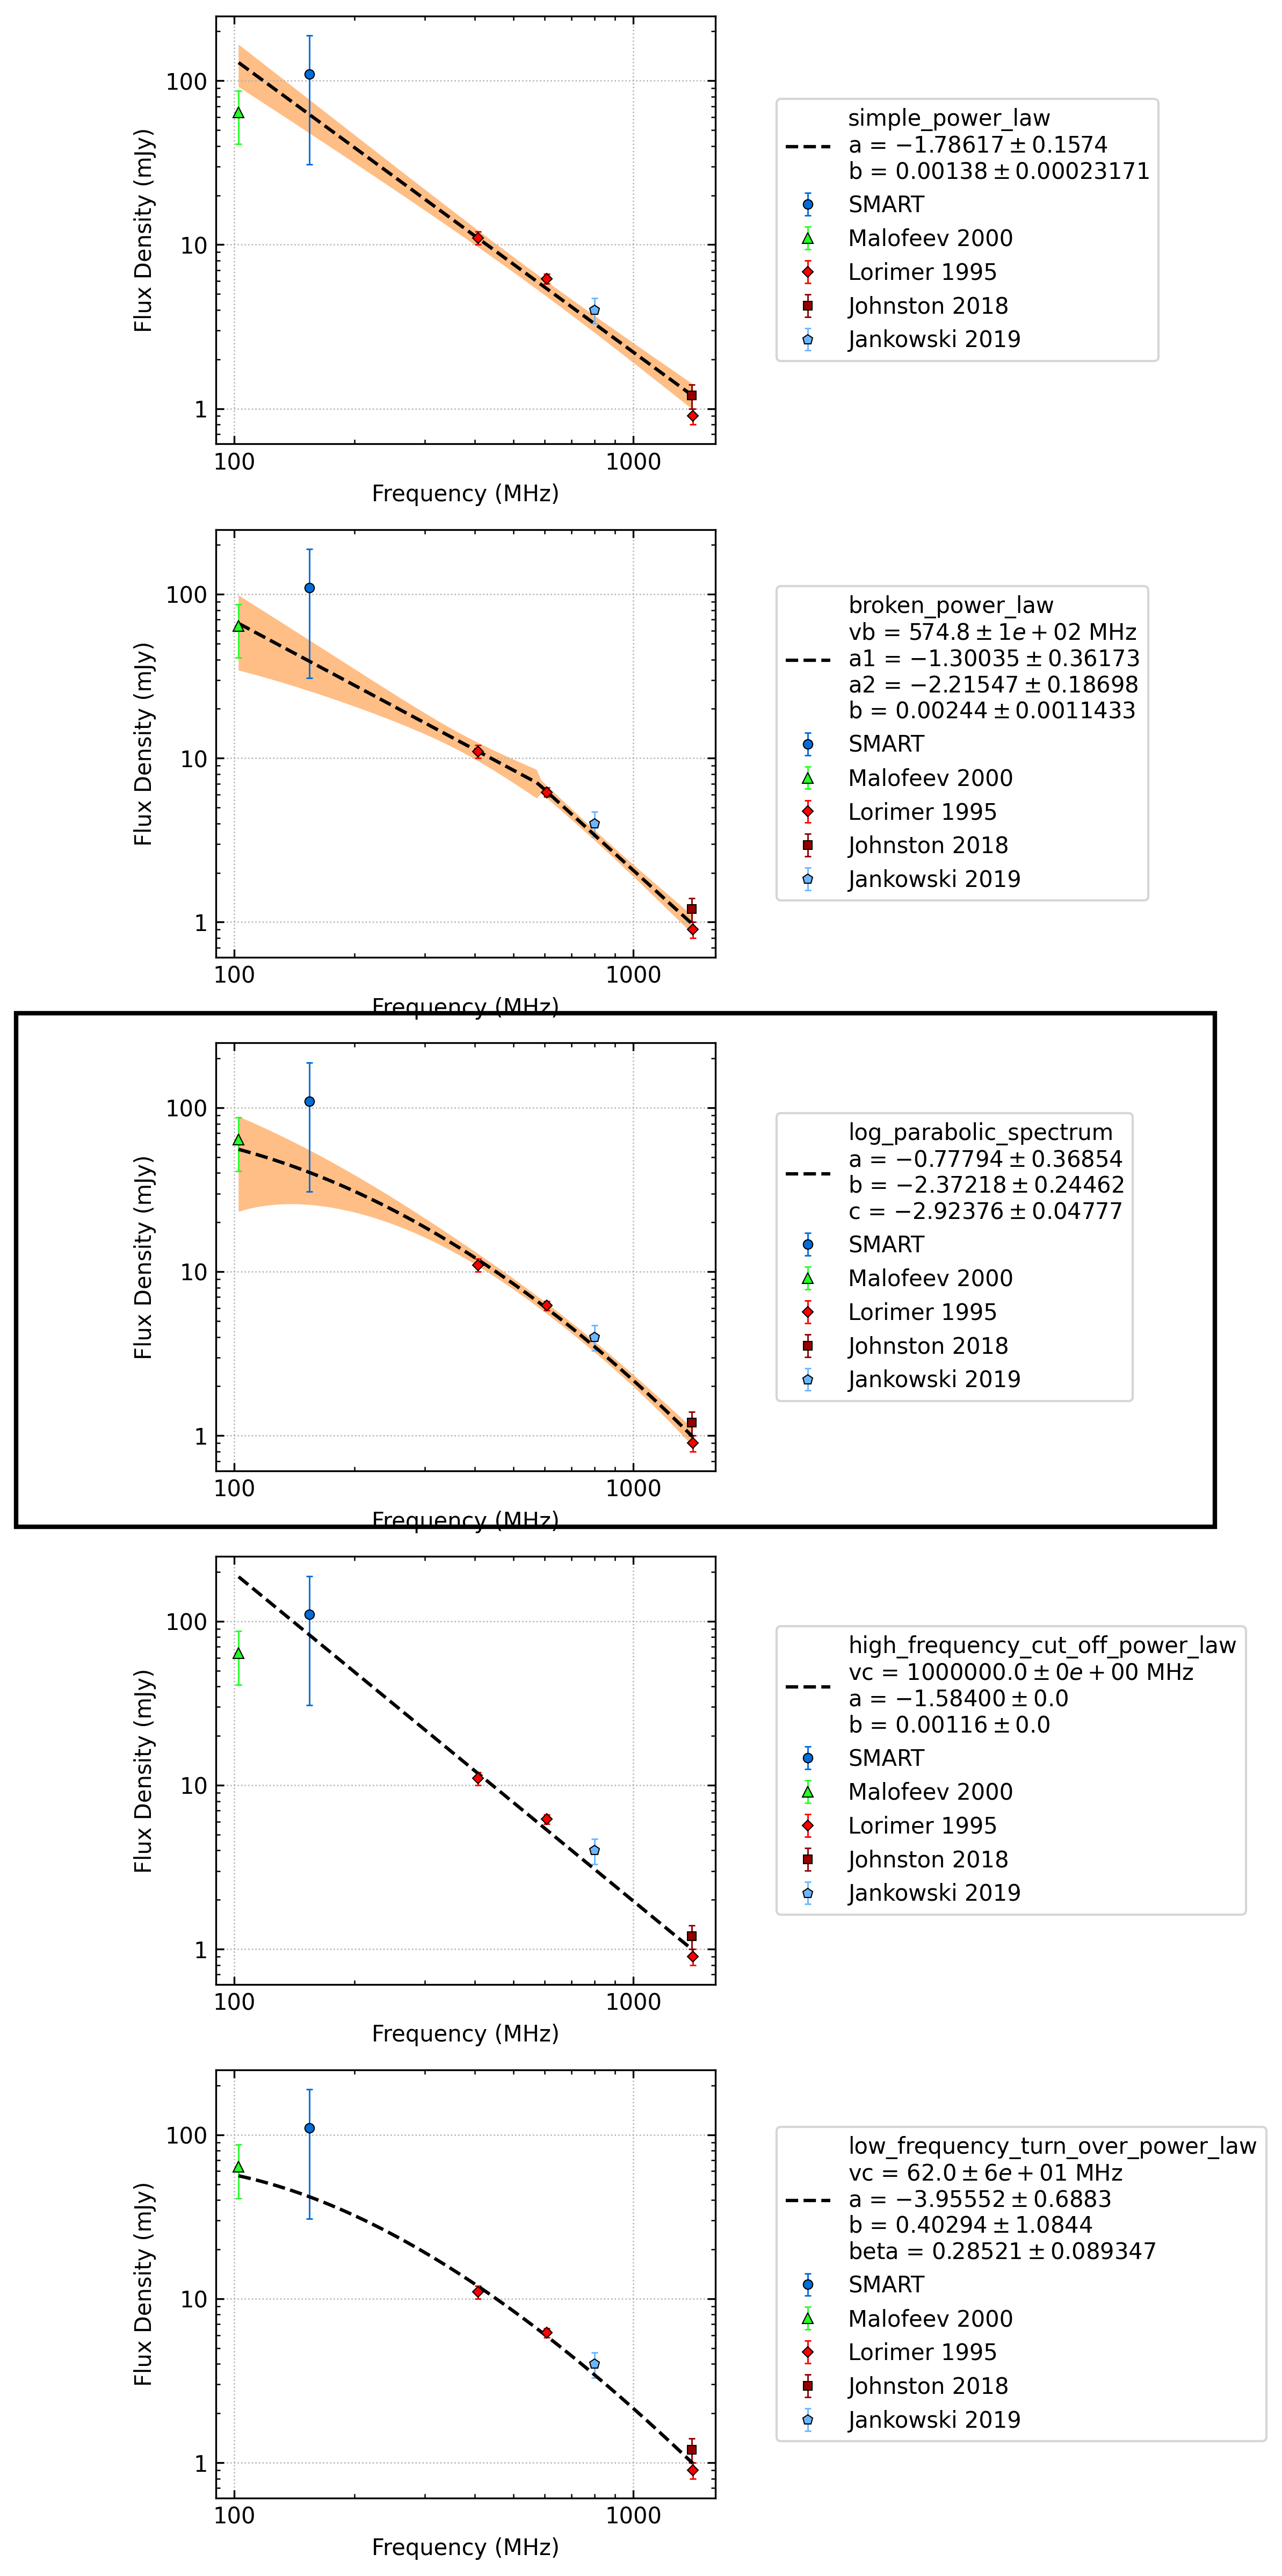 100
10
1
Flux Density (mJy)
100
1000
Frequency (MHz)
simple_power_law
a = −1.78617 ± 0.1574
b = 0.00138 ± 0.00023171
SMART
Malofeev 2000
Lorimer 1995
Johnston 2018
Jankowski 2019
100
10
1
Flux Density (mJy)
100
1000
Frequency (MHz)
broken_power_law
vb = 574.8 ± 1e + 02 MHz
a1 = −1.30035 ± 0.36173
a2 = −2.21547 ± 0.18698
b = 0.00244 ± 0.0011433
SMART
Malofeev 2000
Lorimer 1995
Johnston 2018
Jankowski 2019
100
10
1
Flux Density (mJy)
100
1000
Frequency (MHz)
log_parabolic_spectrum
a = −0.77794 ± 0.36854
b = −2.37218 ± 0.24462
c = −2.92376 ± 0.04777
SMART
Malofeev 2000
Lorimer 1995
Johnston 2018
Jankowski 2019
100
10
1
Flux Density (mJy)
100
1000
Frequency (MHz)
high_frequency_cut_off_power_law
vc = 1000000.0 ± 0e + 00 MHz
a = −1.58400 ± 0.0
b = 0.00116 ± 0.0
SMART
Malofeev 2000
Lorimer 1995
Johnston 2018
Jankowski 2019
100
10
1
Flux Density (mJy)
100
1000
Frequency (MHz)
low_frequency_turn_over_power_law
vc = 62.0 ± 6e + 01 MHz
a = −3.95552 ± 0.6883
b = 0.40294 ± 1.0844
beta = 0.28521 ± 0.089347
SMART
Malofeev 2000
Lorimer 1995
Johnston 2018
Jankowski 2019